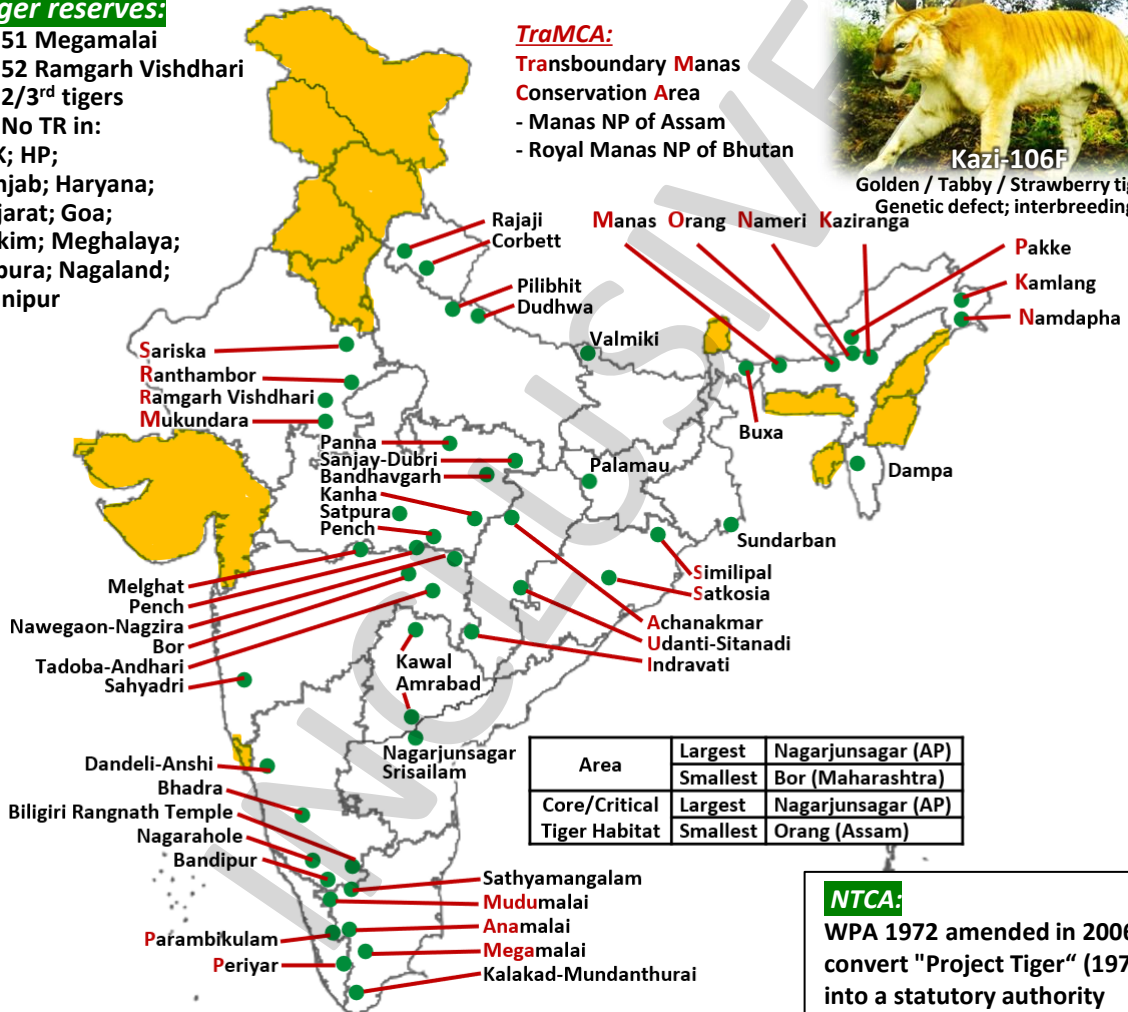 ger reserves:
51 Megamalai
52 Ramgarh Vishdhari
2/3rd tigers
No TR in:
K; HP;
njab; Haryana;
jarat; Goa;
kim; Meghalaya;
pura; Nagaland;
nipur
TraMCA:
Transboundary Manas
Conservation Area
- Manas NP of Assam
- Royal Manas NP of Bhutan
Kazi-106F
Golden / Tabby / Strawberry tig
Genetic defect; interbreeding
Rajaji
Corbett
Pilibhit
Dudhwa
Manas Orang Nameri Kaziranga
Pakke
Kamlang
Namdapha
Valmiki
Buxa
Dampa
Sariska
Ranthambor
Ramgarh Vishdhari
Mukundara
Panna
Sanjay-Dubri
Bandhavgarh
Kanha
Satpura
Pench
Palamau
Sundarban
Similipal
Satkosia
Achanakmar
Udanti-Sitanadi
Indravati
Melghat
Pench
Nawegaon-Nagzira
Bor
Tadoba-Andhari
Sahyadri
Kawal
Amrabad
Nagarjunsagar
Srisailam
Area Largest Nagarjunsagar (AP)
Smallest Bor (Maharashtra)
Core/Critical Tiger Habitat Largest Nagarjunsagar (AP)
Smallest Orang (Assam)
Dandeli-Anshi
Bhadra
Biligiri Rangnath Temple
Nagarahole
Bandipur
Parambikulam
Periyar
Sathyamangalam
Mudumalai
Anamalai
Megamalai
Kalakad-Mundanthurai
NTCA:
WPA 1972 amended in 2006
convert "Project Tiger“ (197
into a statutory authority
INCLUSIVE